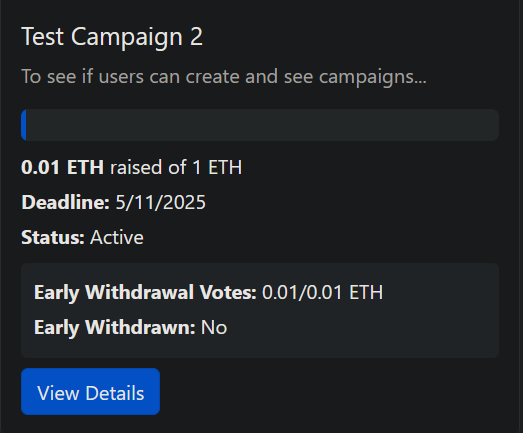 Test Campaign 2
To see if users can create and see campaigns...
0.01 ETH raised of 1 ETH
Deadline: 5/11/2025
Status: Active
Early Withdrawal Votes: 0.01/0.01 ETH
Early Withdrawn: No
View Details